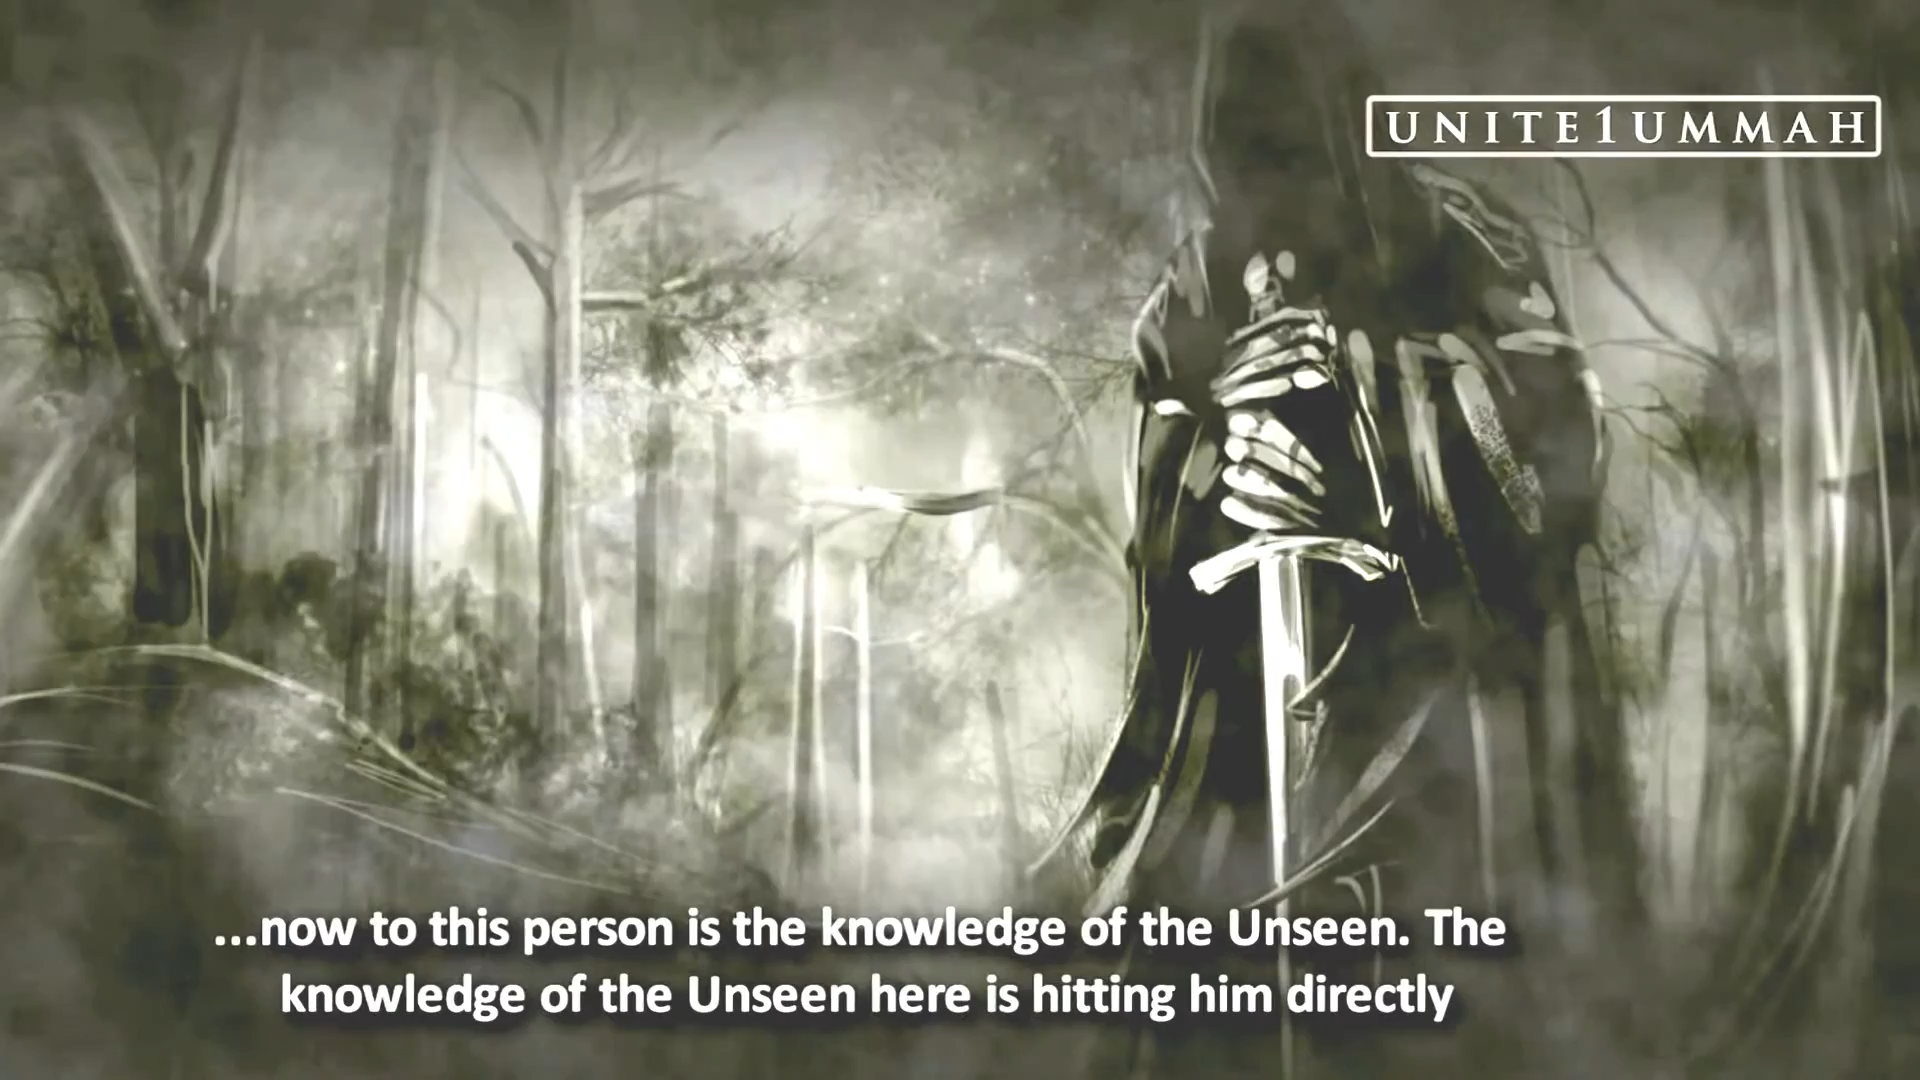 UNITE1UMMAH
...now to this person is the knowledge of the Unseen. The
knowledge of the Unseen here is hitting him directly